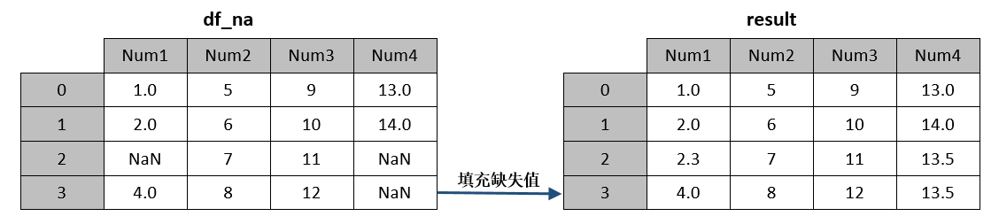 df_na
Num1 Num2 Num3 Num4
0 1.0 5 9 13.0
1 2.0 6 10 14.0
2 NaN 7 11 NaN
3 4.0 8 12 NaN
填充缺失值
result
Num1 Num2 Num3 Num4
0 1.0 5 9 13.0
1 2.0 6 10 14.0
2 2.3 7 11 13.5
3 4.0 8 12 13.5